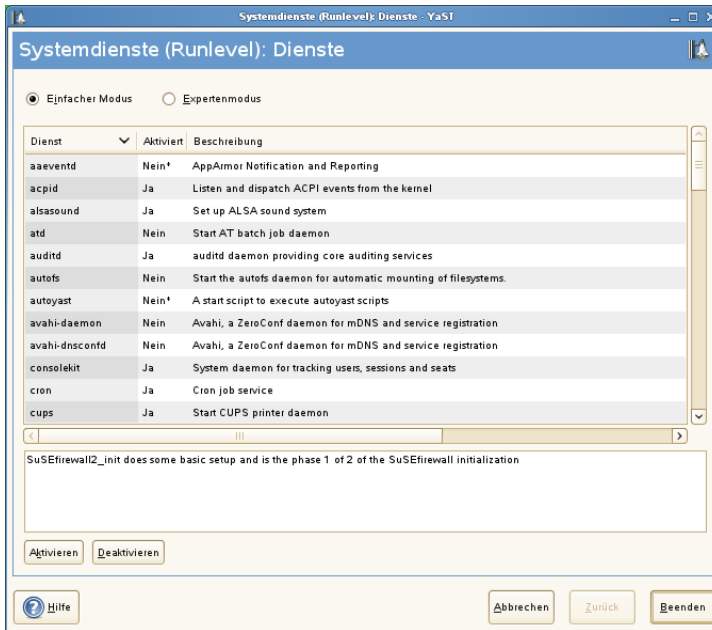 Systemdienste (Runlevel): Dienste - YaST
Systemdienste (Runlevel): Dienste
Einfacher Modus Expertenmodus
Dienst Aktiviert Beschreibung
aaeventd Nein* AppArmor Notification and Reporting
acpid Ja Listen and dispatch ACPI events from the kernel
alsasound Ja Set up ALSA sound system
atd Nein Start AT batch job daemon
auditd Ja auditd daemon providing core auditing services
autofs Nein Start the autofs daemon for automatic mounting of filesystems.
autoyast Nein* A start script to execute autoyast scripts
avahi-daemon Nein Avahi, a ZeroConf daemon for mDNS and service registration
avahi-dnsconfd Nein Avahi, a ZeroConf daemon for mDNS and service registration
consolekit Ja System daemon for tracking users, sessions and seats
cron Ja Cron job service
cups Ja Start CUPS printer daemon
SuSEfirewall2_init does some basic setup and is the phase 1 of 2 of the SuSEfirewall initialization
Aktivieren Deaktivieren
Hilfe Abbrechen Zurück Beenden